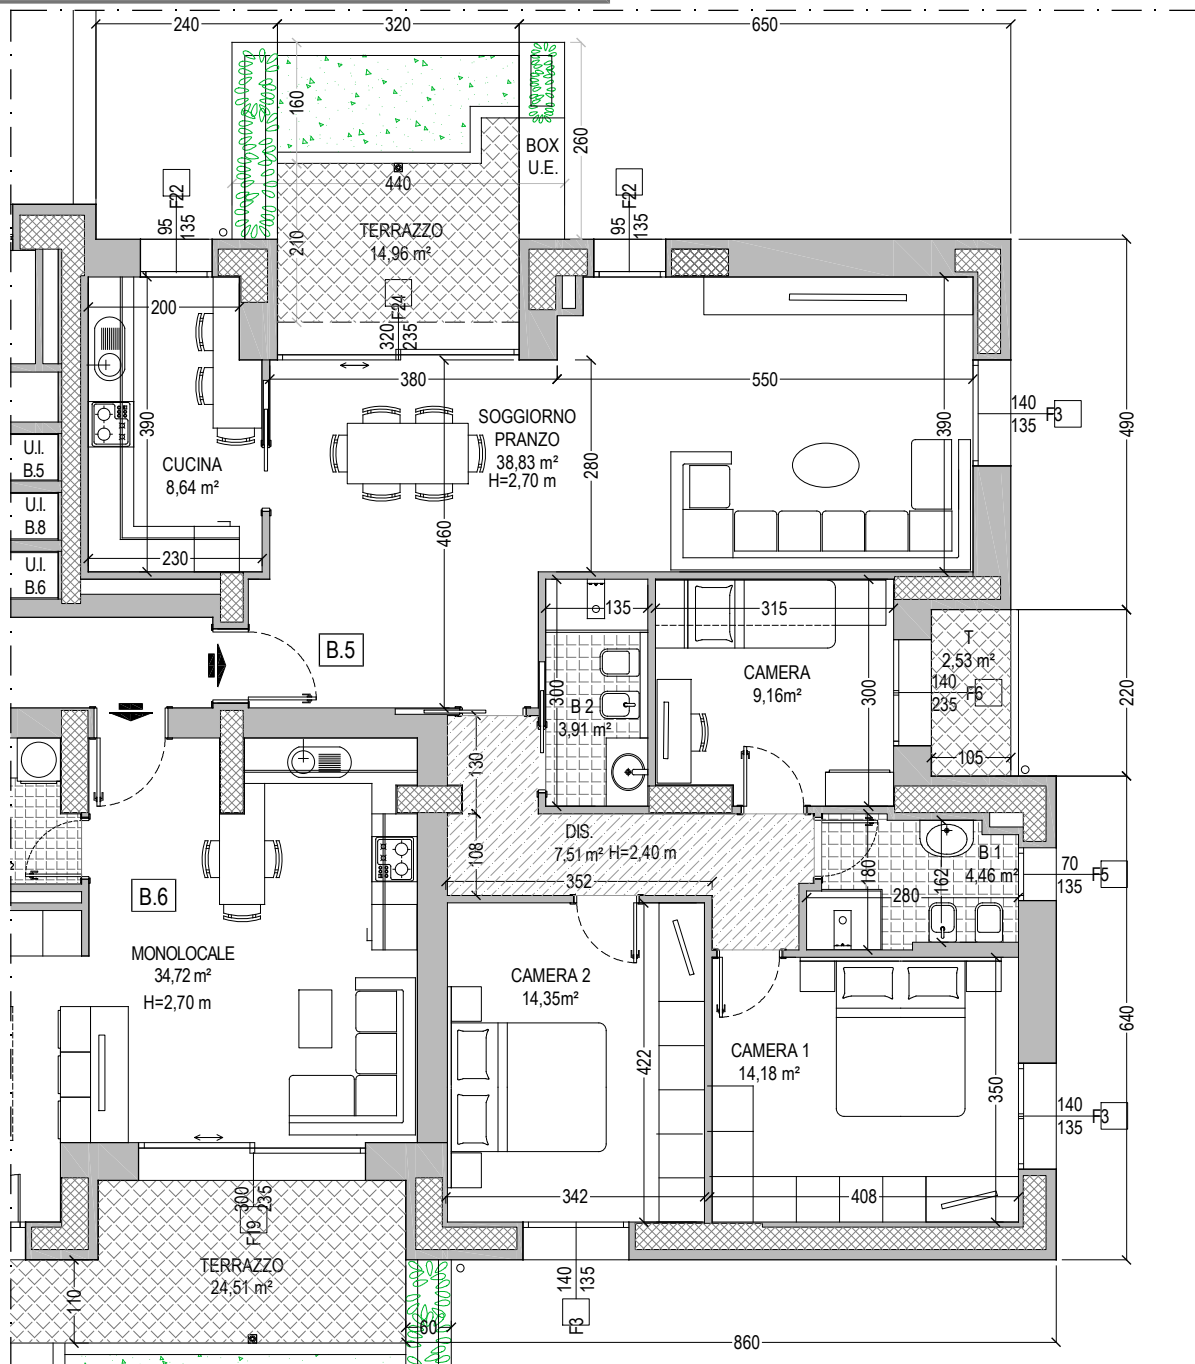 240
320
650
160
260
BOX
U.E.
440
F22
95
135
F22
95
135
210
TERRAZZO
14,96 m²
200
F24
320
235
380
550
140
135
F3
490
390
390
SOGGIORNO
PRANZO
38,83 m²
H=2,70 m
280
U.I.
B.5
CUCINA
8,64 m²
U.I.
B.8
460
U.I.
B.6
230
135
315
B.5
T
2,53 m²
CAMERA
9,16m²
300
300
140
235
F6
220
B 2
3,91 m²
130
105
DIS.
7,51 m² H=2,40 m
108
352
180
162
B 1
4,46 m²
280
70
135
F5
B.6
MONOLOCALE
34,72 m²
H=2,70 m
CAMERA 2
14,35m²
640
CAMERA 1
14,18 m²
422
350
140
135
F3
342
408
300
235
F19
TERRAZZO
24,51 m²
140
135
F3
110
60
860